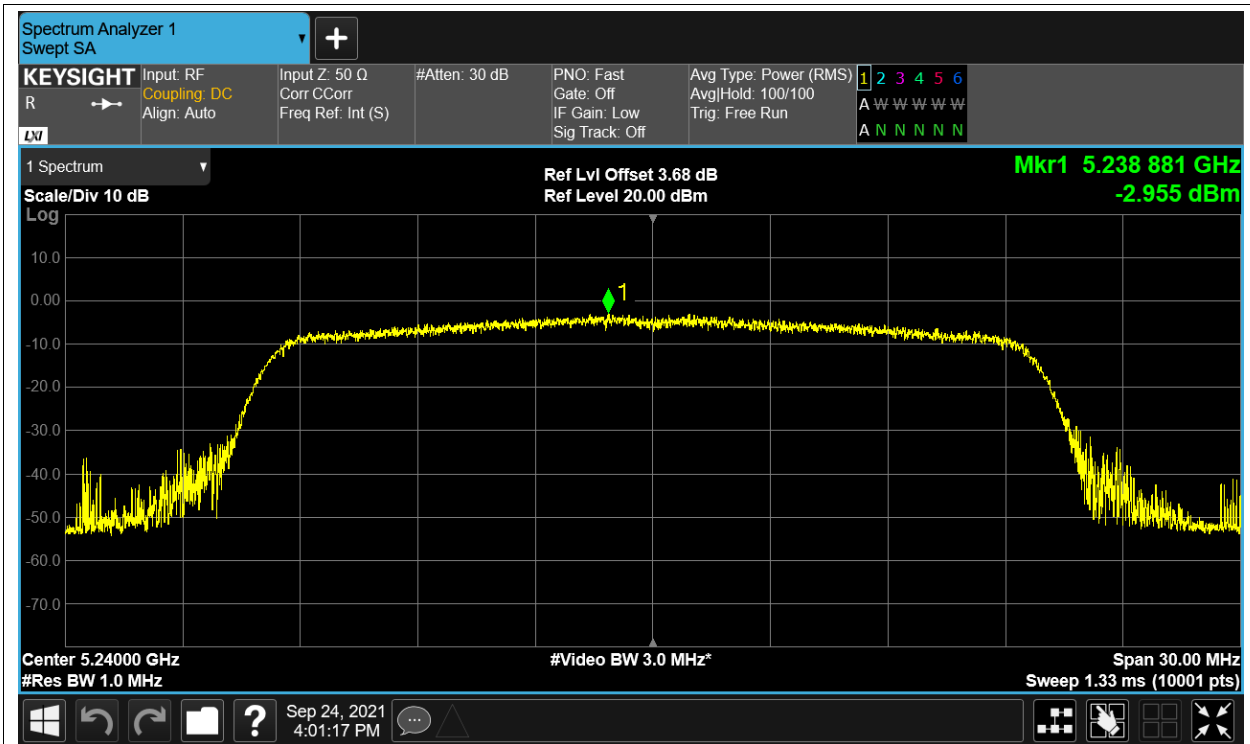 Spectrum Analyzer 1
Swept SA
KEYSIGHT
R
LXI
Input: RF
Coupling: DC
Align: Auto
Input Z: 50 Ω
Corr CCorr
Freq Ref: Int (S)
#Atten: 30 dB
PNO: Fast
Gate: Off
IF Gain: Low
Sig Track: Off
Avg Type: Power (RMS)
Avg|Hold: 100/100
Trig: Free Run
1 2 3 4 5 6
A W W W W W
A N N N N N
1 Spectrum
Scale/Div 10 dB
Log
Ref Lvl Offset 3.68 dB
Ref Level 20.00 dBm
Mkr1 5.238 881 GHz
-2.955 dBm
10.0
0.00
1
-10.0
-20.0
-30.0
-40.0
-50.0
-60.0
-70.0
Center 5.24000 GHz
#Res BW 1.0 MHz
#Video BW 3.0 MHz*
Span 30.00 MHz
Sweep 1.33 ms (10001 pts)
?
Sep 24, 2021
4:01:17 PM